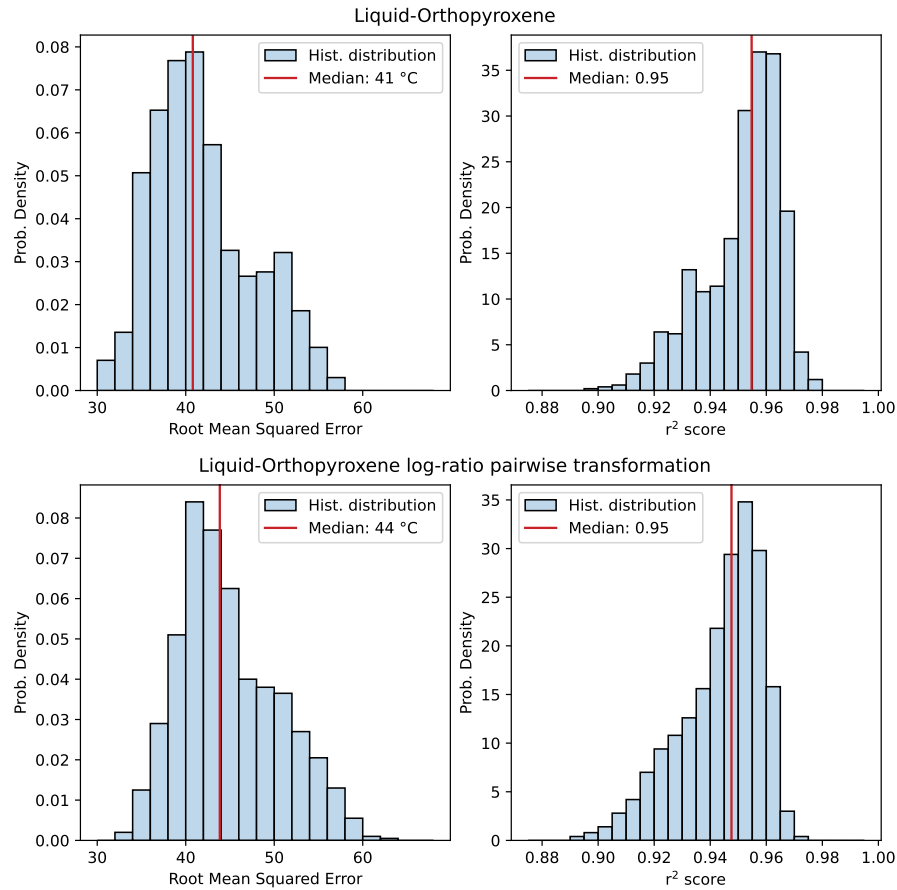 Liquid-Orthopyroxene
Prob. Density
0.08
0.07
0.06
0.05
0.04
0.03
0.02
0.01
0.00
Hist. distribution
Median: 41 °C
30 40 50 60
Root Mean Squared Error
Prob. Density
35
30
25
20
15
10
5
0
Hist. distribution
Median: 0.95
0.88 0.90 0.92 0.94 0.96 0.98 1.00
r² score
Liquid-Orthopyroxene log-ratio pairwise transformation
Prob. Density
0.08
0.07
0.06
0.05
0.04
0.03
0.02
0.01
0.00
Hist. distribution
Median: 44 °C
30 40 50 60
Root Mean Squared Error
Prob. Density
35
30
25
20
15
10
5
0
Hist. distribution
Median: 0.95
0.88 0.90 0.92 0.94 0.96 0.98 1.00
r² score